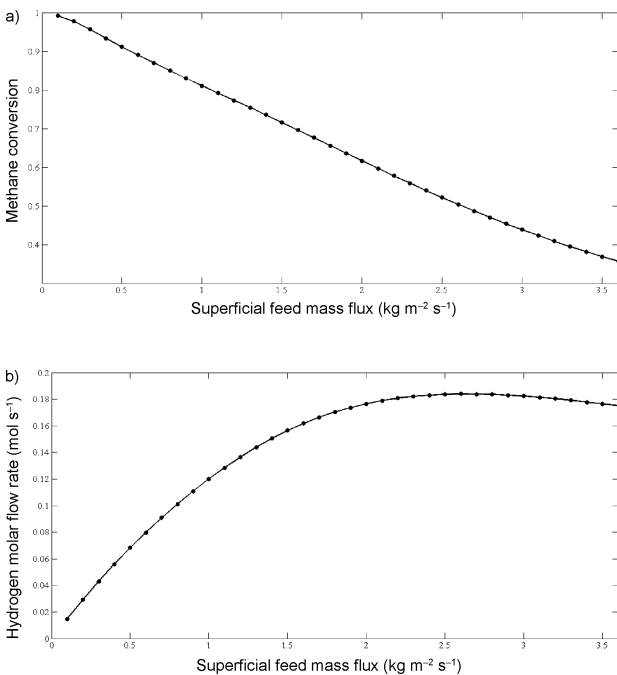 a)
Methane conversion
1
0.9
0.8
0.7
0.6
0.5
0.4
0 0.5 1 1.5 2 2.5 3 3.5
Superficial feed mass flux (kg m⁻² s⁻¹)
b)
Hydrogen molar flow rate (mol s⁻¹)
0.2
0.18
0.16
0.14
0.12
0.1
0.08
0.06
0.04
0.02
0
0 0.5 1 1.5 2 2.5 3 3.5
Superficial feed mass flux (kg m⁻² s⁻¹)